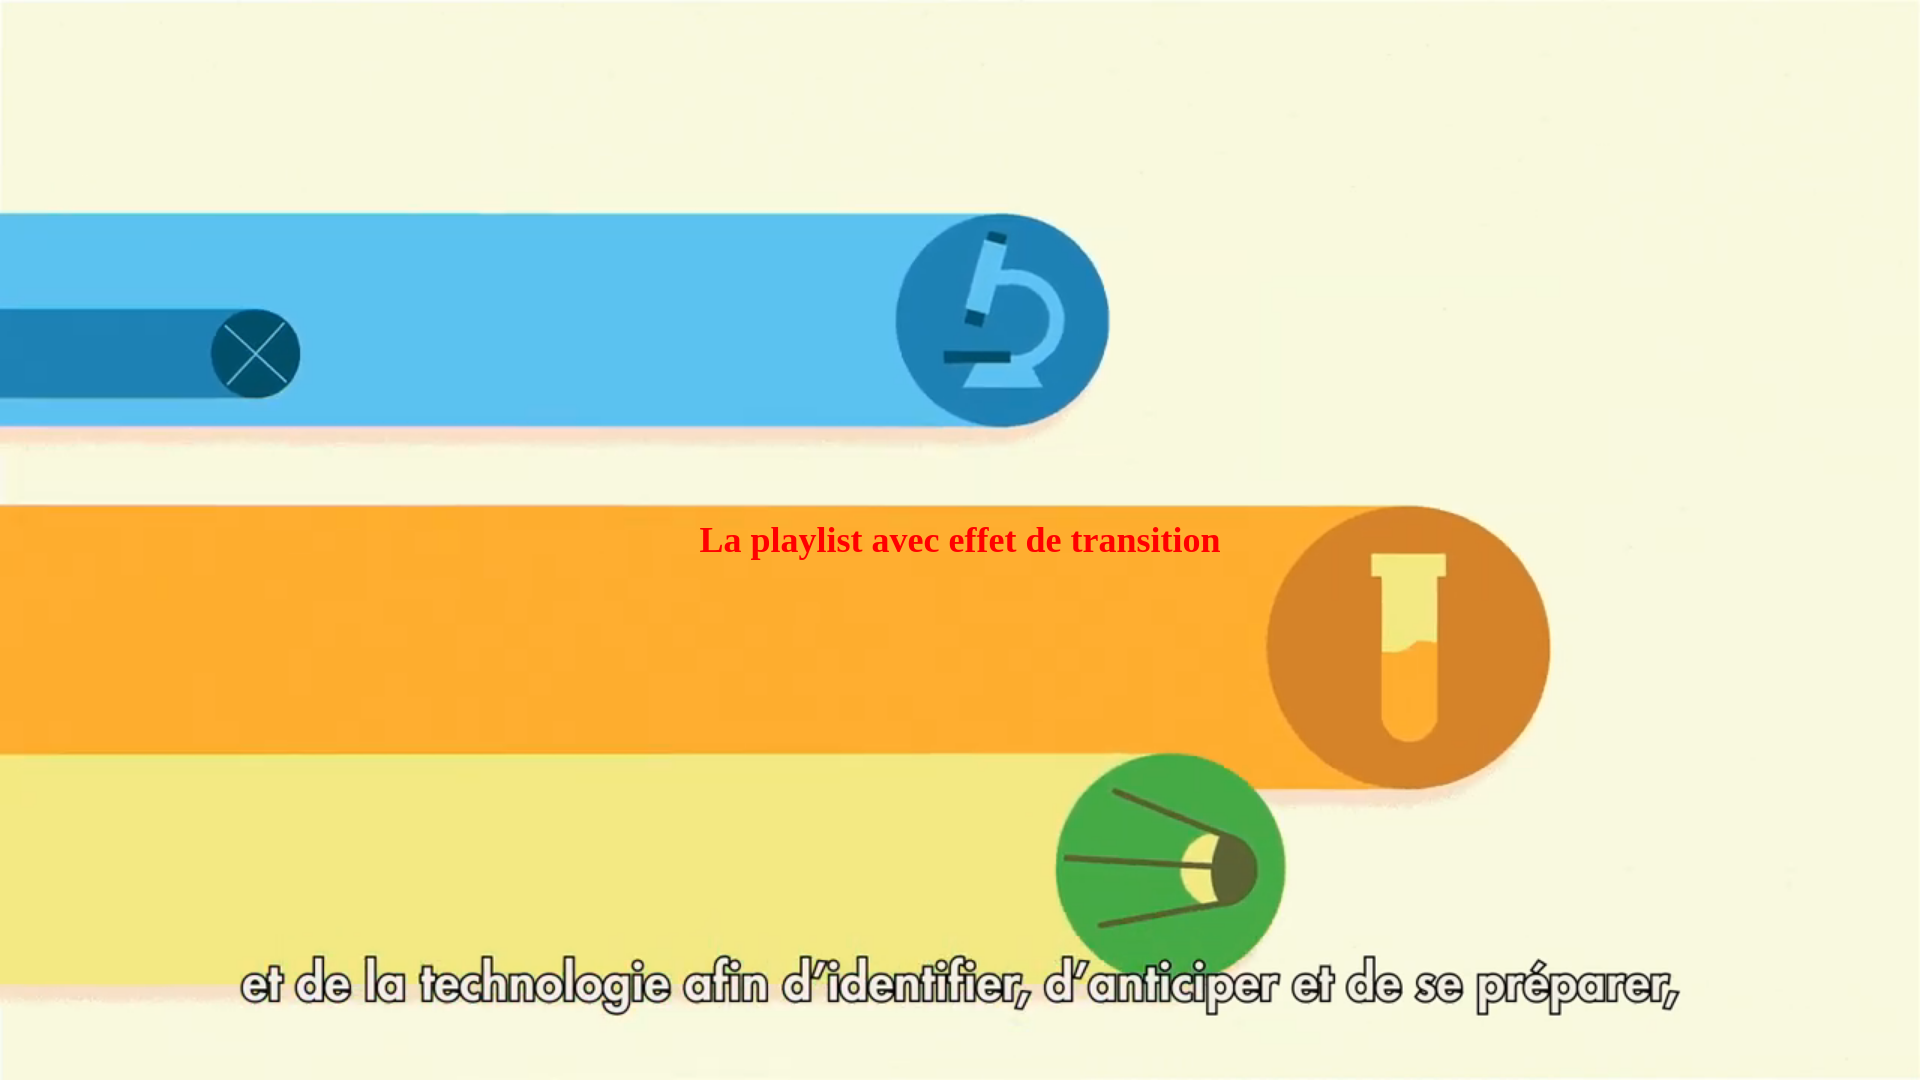 La playlist avec effet de transition
et de la technologie afin d’identifier, d’anticiper et de se préparer,